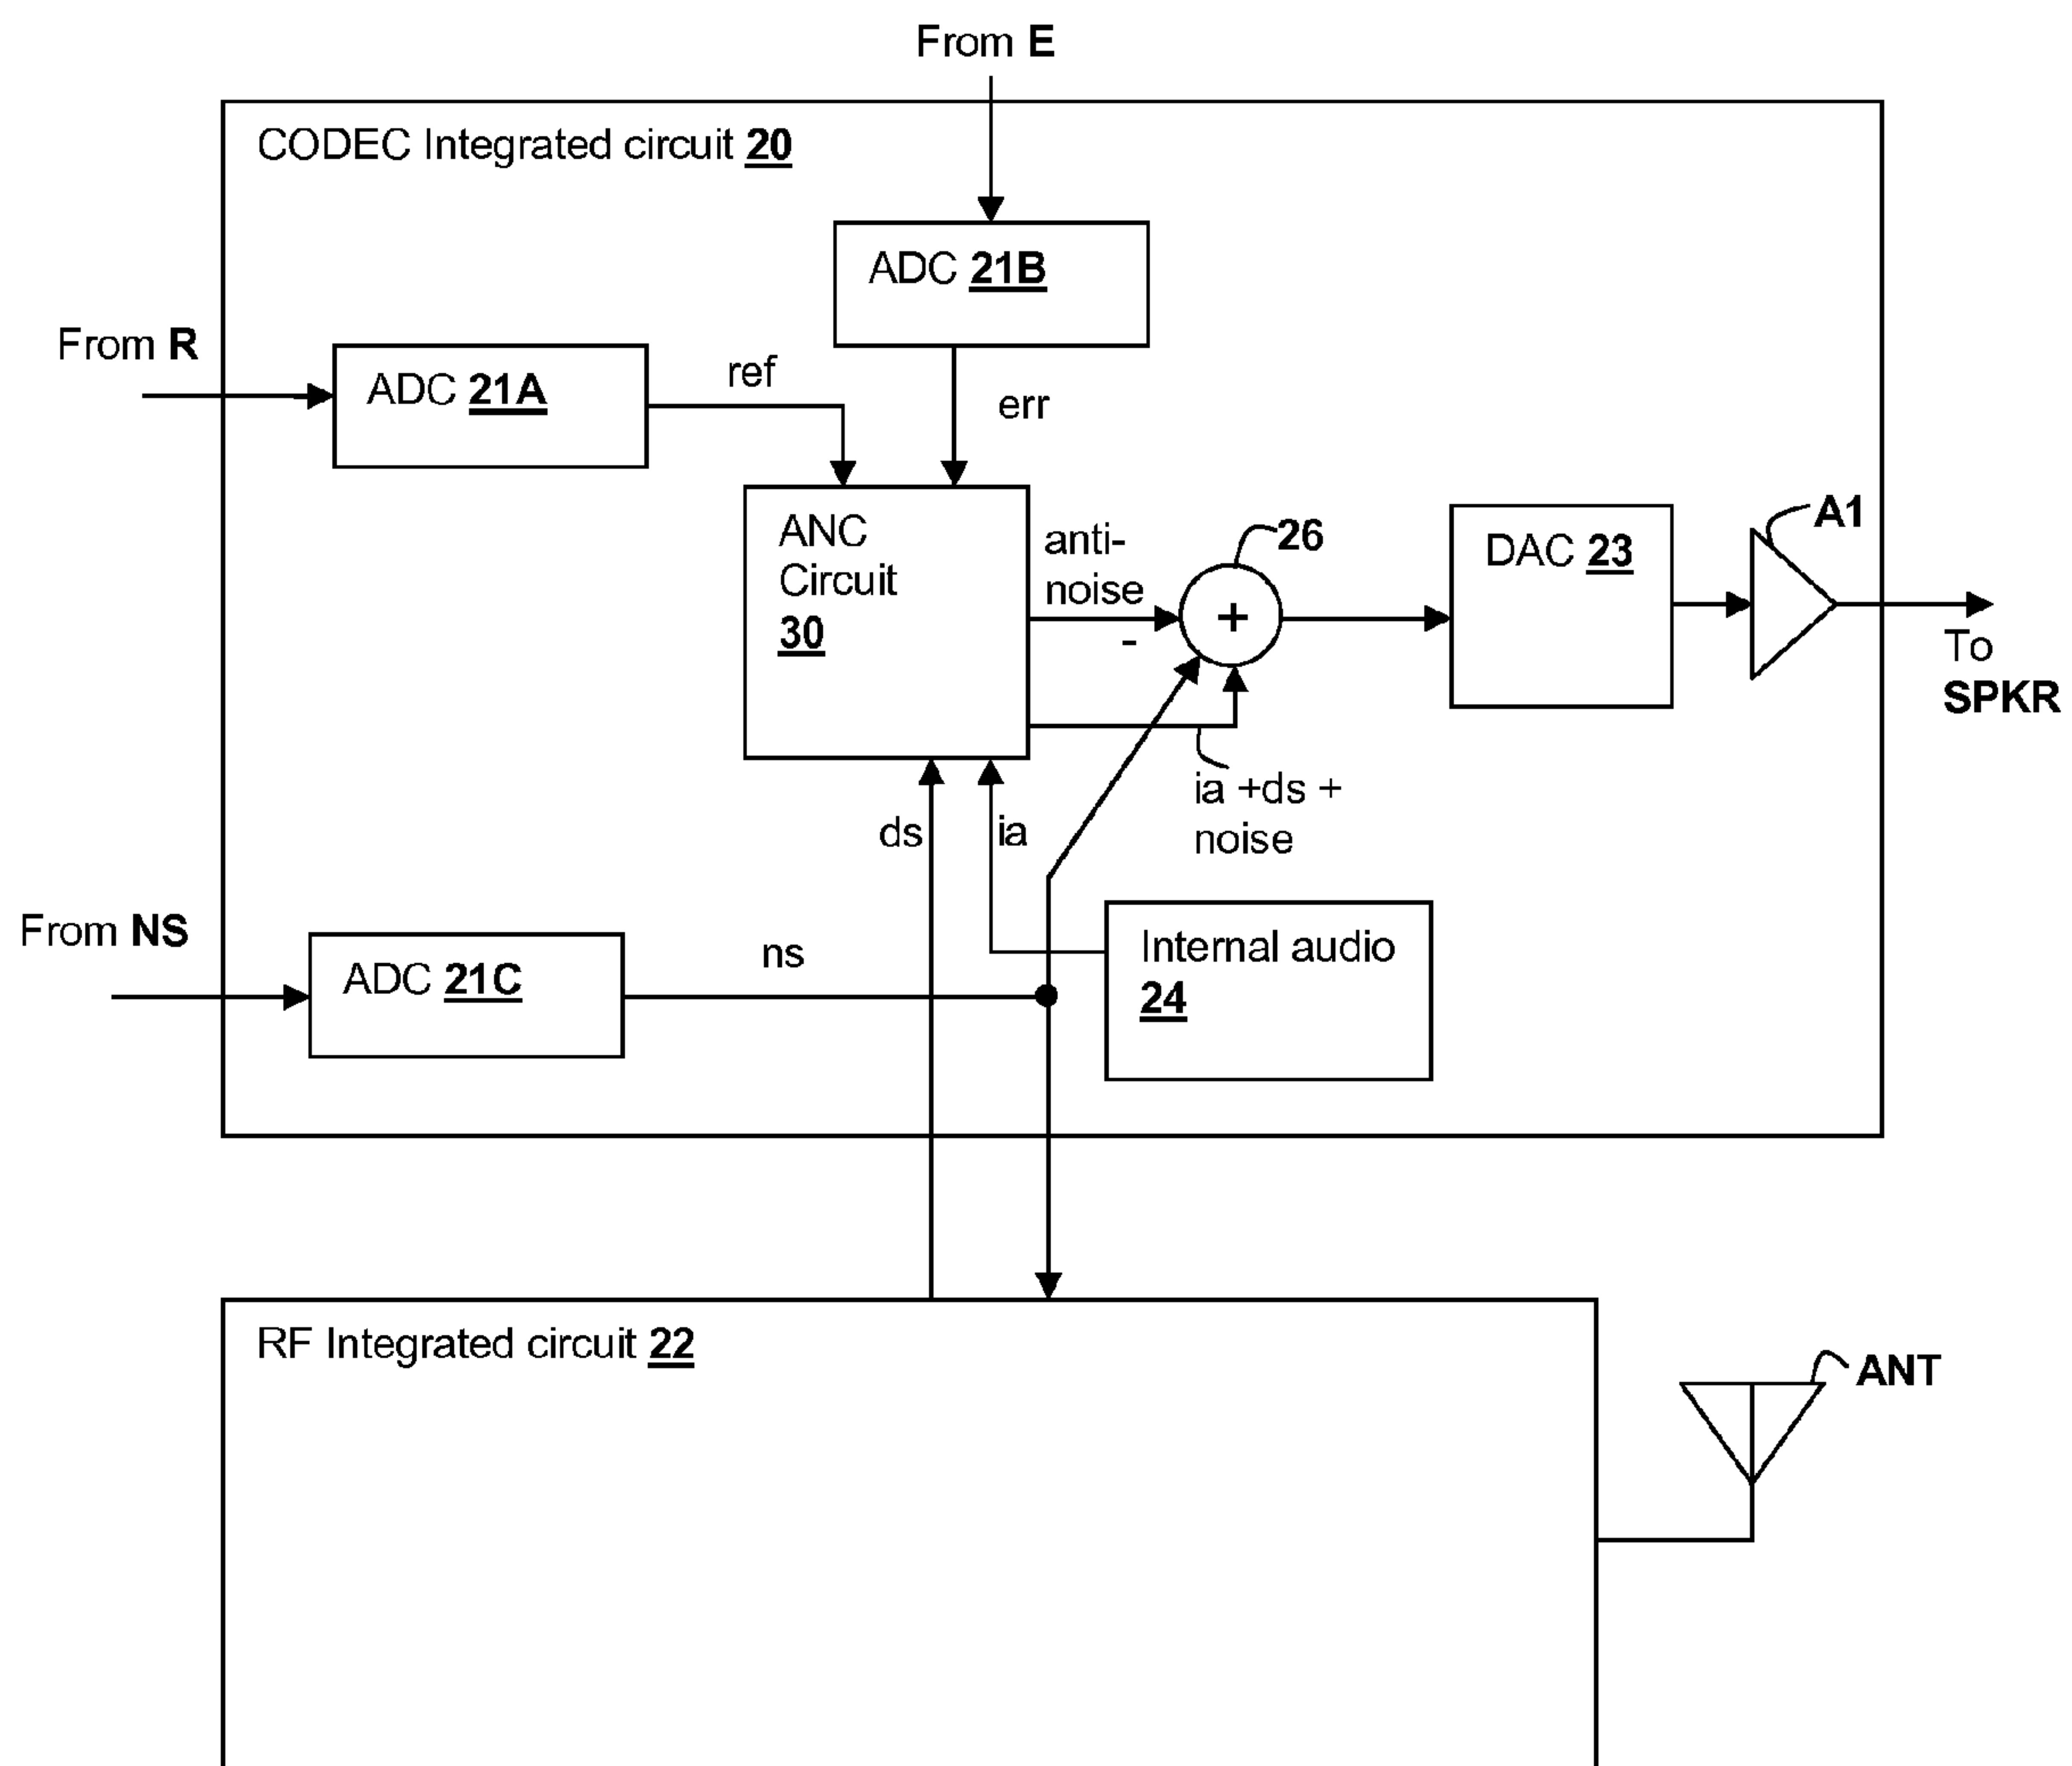 From E
CODEC Integrated circuit 20
ADC 21B
From R
ADC 21A
ref
err
ANC
Circuit
30
anti-
noise
-
26
+
DAC 23
A1
To
SPKR
ia +ds +
noise
ds
ia
From NS
ADC 21C
ns
Internal audio
24
RF Integrated circuit 22
ANT